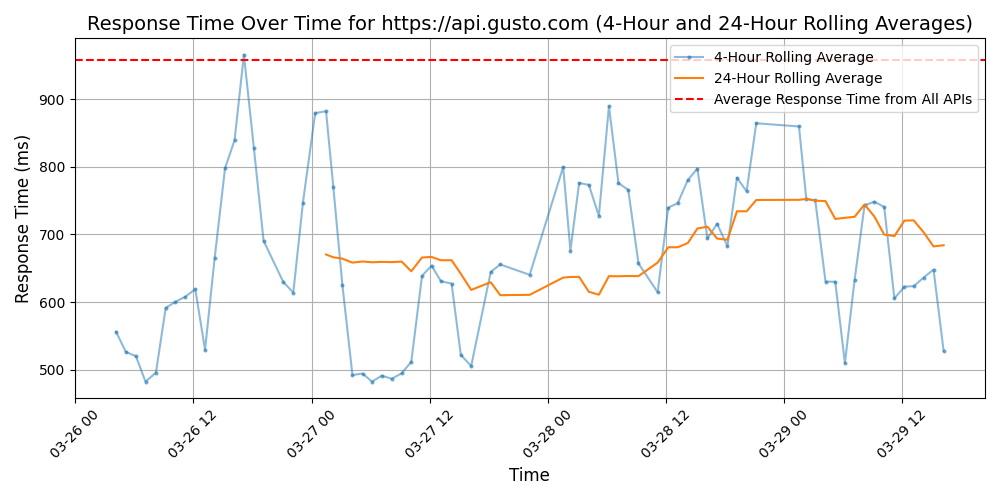 Response Time Over Time for https://api.gusto.com (4-Hour and 24-Hour Rolling Averages)
4-Hour Rolling Average
24-Hour Rolling Average
Average Response Time from All APIs
Response Time (ms)
900
800
700
600
500
03-26 00
03-26 12
03-27 00
03-27 12
03-28 00
03-28 12
03-29 00
03-29 12
Time